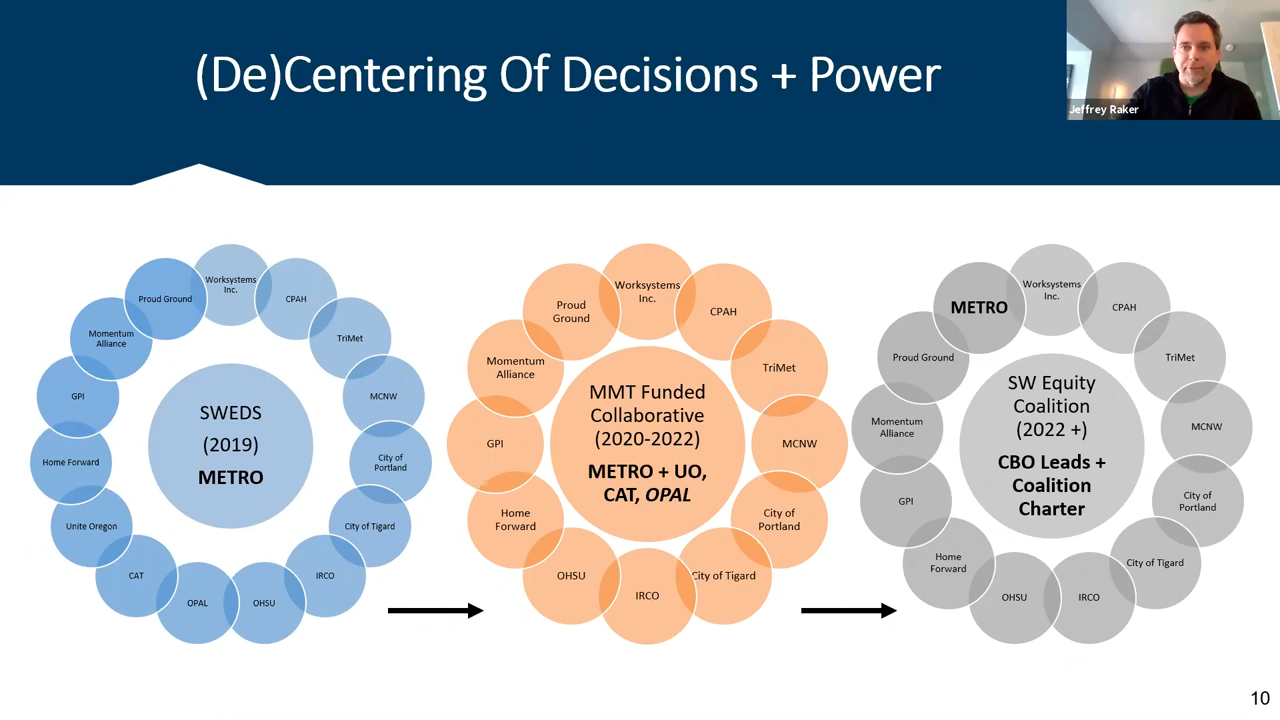 (De)Centering Of Decisions + Power
Jeffrey Raker
Worksystems
Inc.
CPAH
TriMet
MCNW
City of
Portland
City of Tigard
IRCO
OHSU
OPAL
CAT
Unite Oregon
Home Forward
GPI
Momentum
Alliance
Proud Ground
SWEDS
(2019)
METRO
Worksystems
Inc.
CPAH
TriMet
MCNW
City of
Portland
City of Tigard
IRCO
OHSU
Home
Forward
GPI
Momentum
Alliance
Proud
Ground
MMT Funded
Collaborative
(2020-2022)
METRO + UO,
CAT, OPAL
Worksystems
Inc.
CPAH
TriMet
MCNW
City of
Portland
City of Tigard
IRCO
OHSU
Home
Forward
GPI
Momentum
Alliance
Proud Ground
METRO
SW Equity
Coalition
(2022 +)
CBO Leads +
Coalition
Charter
10